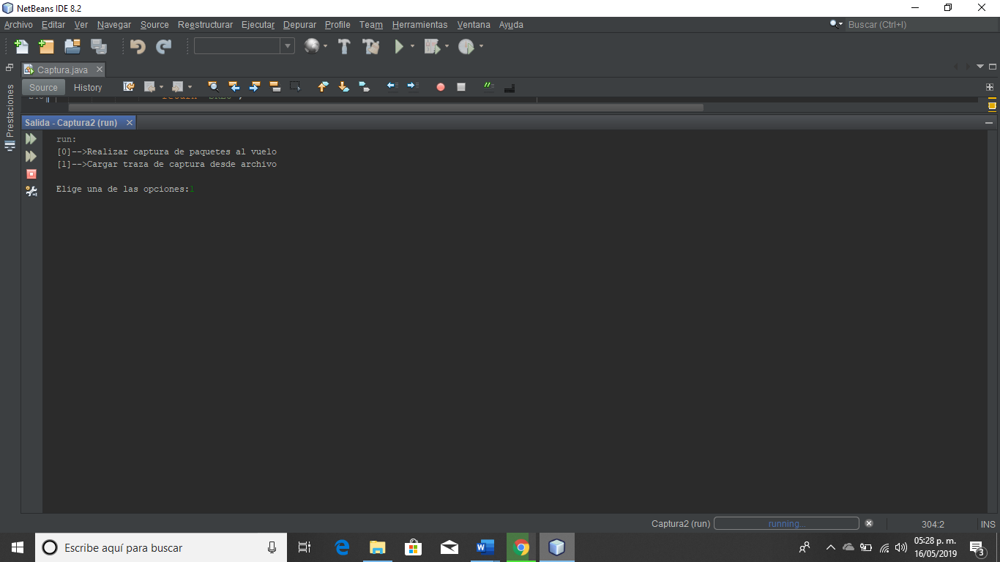 NetBeans IDE 8.2
Archivo Editar Ver Navegar Source Reestructurar Ejecutar Depurar Profile Team Herramientas Ventana Ayuda
Buscar (Ctrl+I)
Captura.java
Source History
Prestaciones
Salida - Captura2 (run)
run:
[0]-->Realizar captura de paquetes al vuelo
[1]-->Cargar traza de captura desde archivo
Elige una de las opciones:1
Captura2 (run) running... 304:2 INS
Escribe aquí para buscar
05:28 p. m.
16/05/2019
3